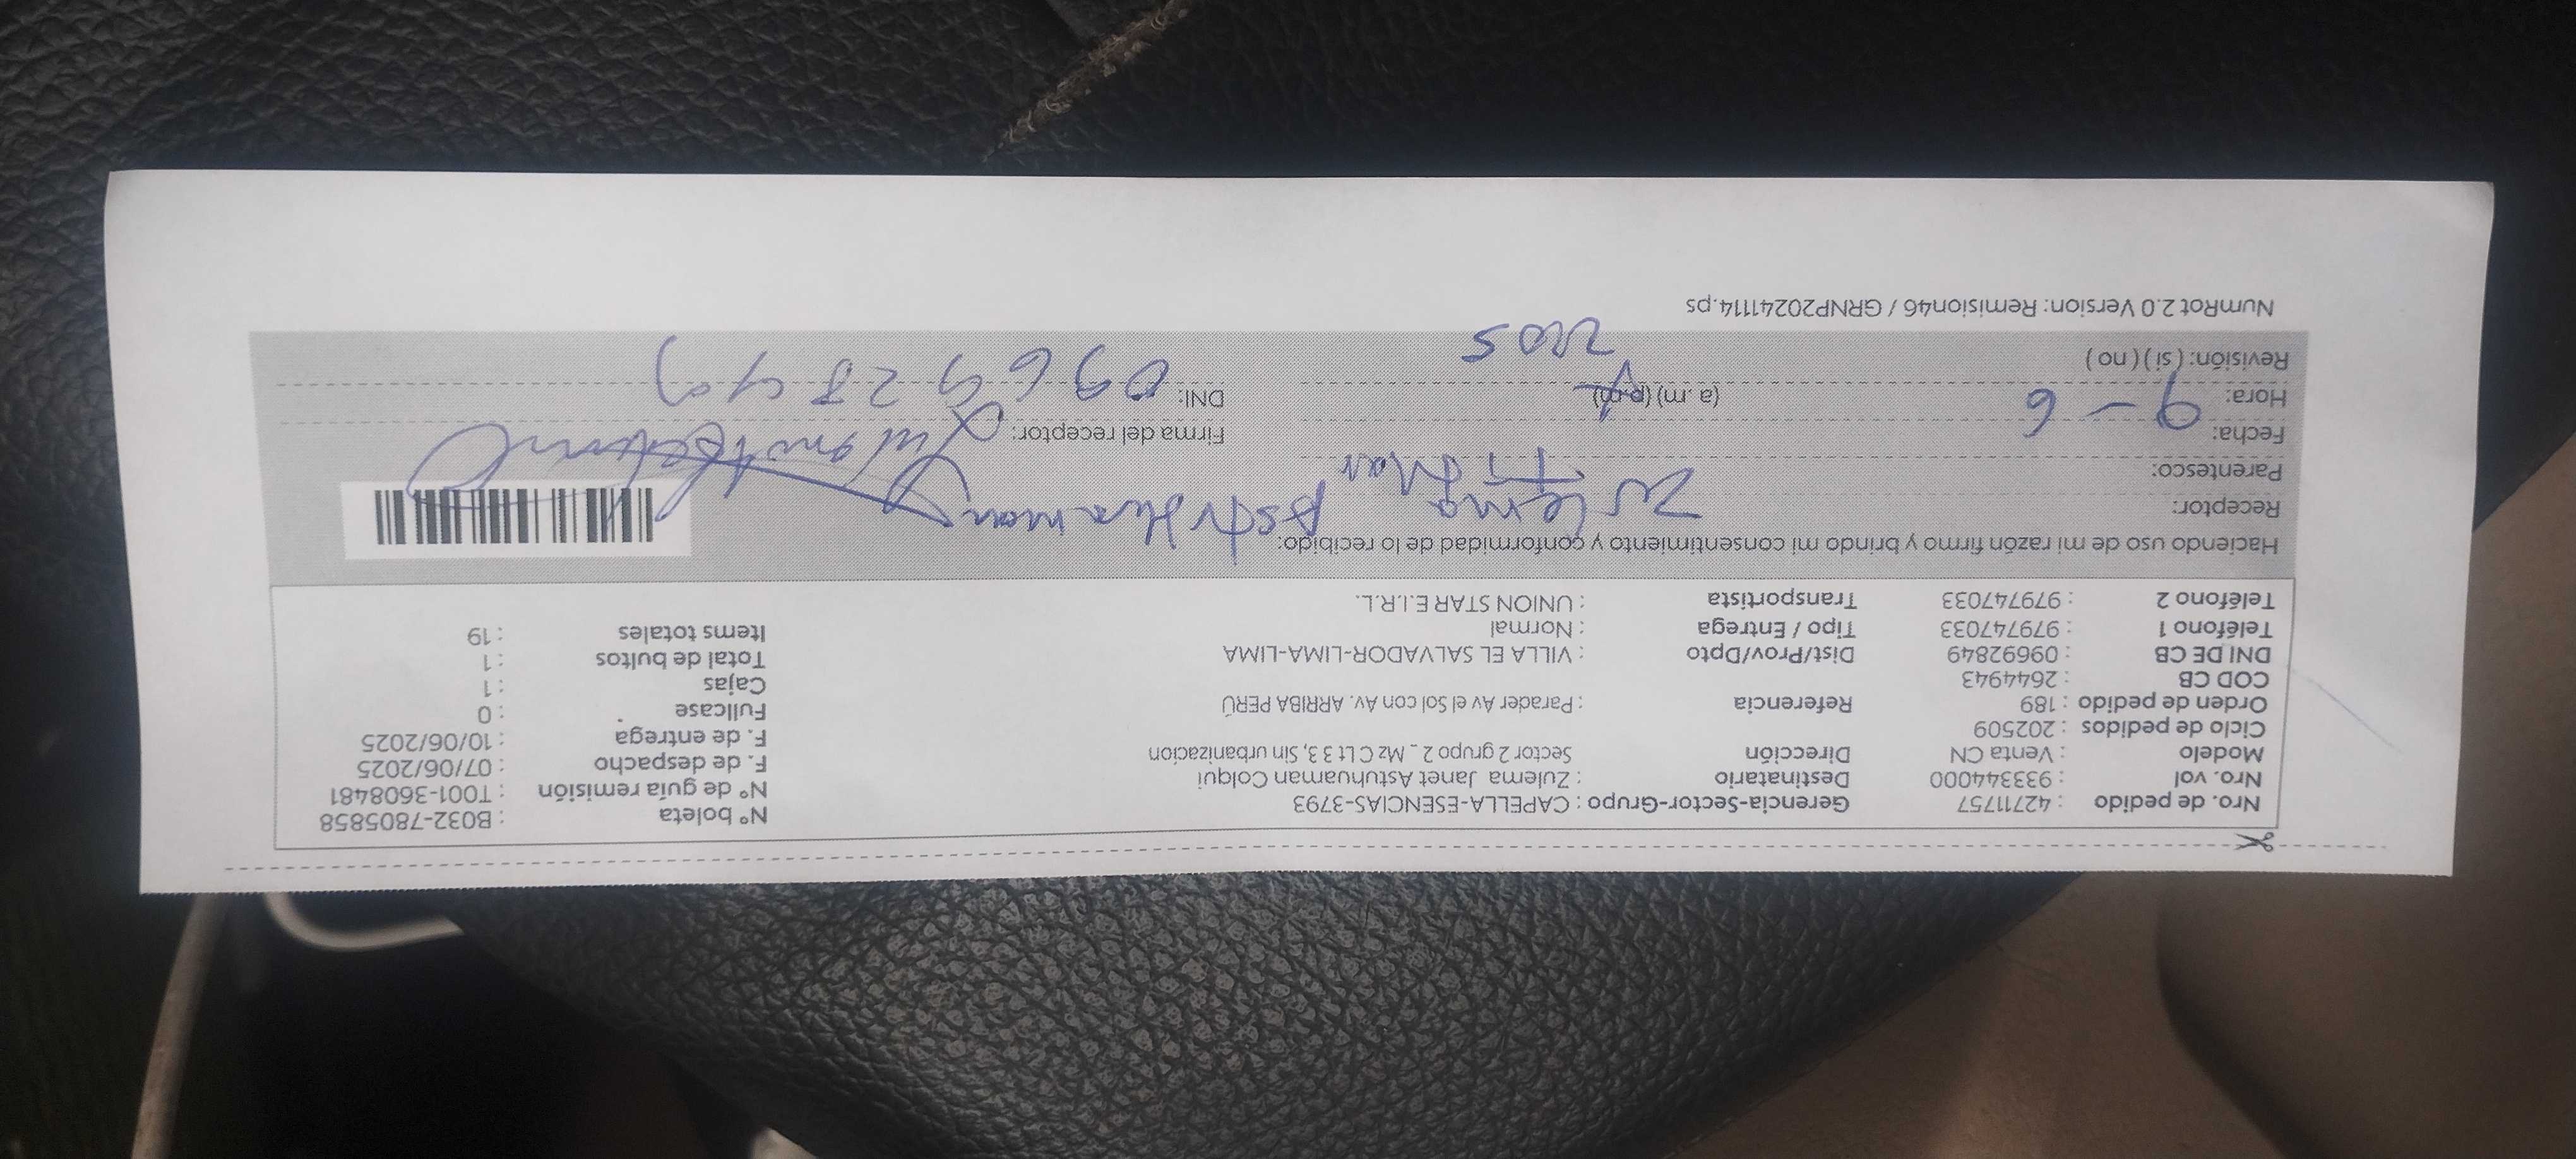 Nro. de pedido : 42711757 Gerencia-Sector-Grupo : CAPELLA-ESENCIAS-3793 N° boleta : B032-7805858
Nro. vol : 933344000 Destinatario : Zulema Janet Astuhuaman Colqui N° de guía remisión : T001-3608481
Modelo : Venta CN Dirección Sector 2 grupo 2 _ Mz C Lt 3 3, Sin urbanización F. de despacho : 07/06/2025
Ciclo de pedidos : 202509 F. de entrega : 10/06/2025
Orden de pedido : 189 Referencia : Parader Av el Sol con Av. ARRIBA PERÚ Fullcase : 0
COD CB : 2644943 Cajas : 1
DNI DE CB : 09692849 Dist/Prov/Dpto : VILLA EL SALVADOR-LIMA-LIMA Total de bultos : 1
Teléfono 1 : 979747033 Tipo / Entrega : Normal Items totales : 19
Teléfono 2 : 979747033 Transportista : UNION STAR E.I.R.L.
Haciendo uso de mi razón firmo y brindo mi consentimiento y conformidad de lo recibido:
Receptor: Zulema
Parentesco:
Fecha: Firma del receptor:
Hora: 9-6 (a.m) (p.m) DNI: 09692849
Revisión: (si) (no)
NumRot 2.0 Version: Remision46 / GRNP20241114.ps